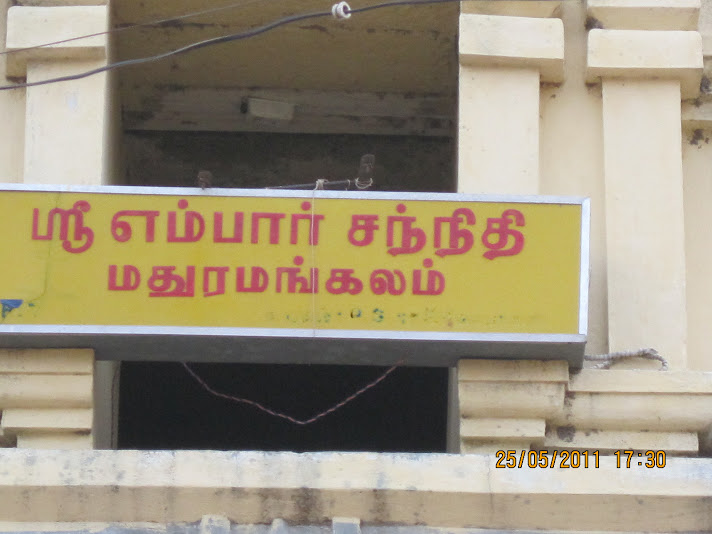 ஸ்ரீ எம்பார் சந்நிதி
மதுரமங்கலம்
25/05/2011 17:30